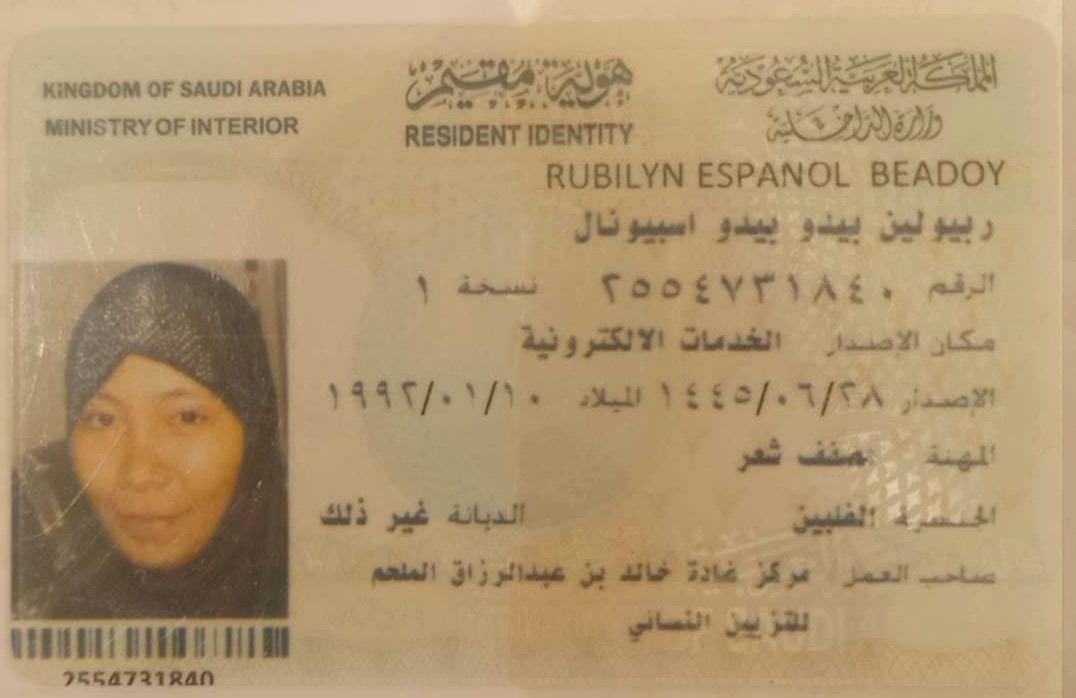 KINGDOM OF SAUDI ARABIA
MINISTRY OF INTERIOR
هوية مقيم
RESIDENT IDENTITY
المملكة العربية السعودية
وزارة الداخلية
RUBILYN ESPANOL BEADOY
ربيولين بيدو بيدو اسبيونال
الرقم ٢٥٥٤٧٣١٨٤٠ نسخة ١
مكان الإصدار الخدمات الالكترونية
الإصدار ١٤٤٥/٠٦/٢٨ الميلاد ١٩٩٢/٠١/١٠
المهنة مصفف شعر
الجنسية الفلبين الديانة غير ذلك
صاحب العمل مركز غادة خالد بن عبدالرزاق الملحم
للتزيين النسائي
2554731840